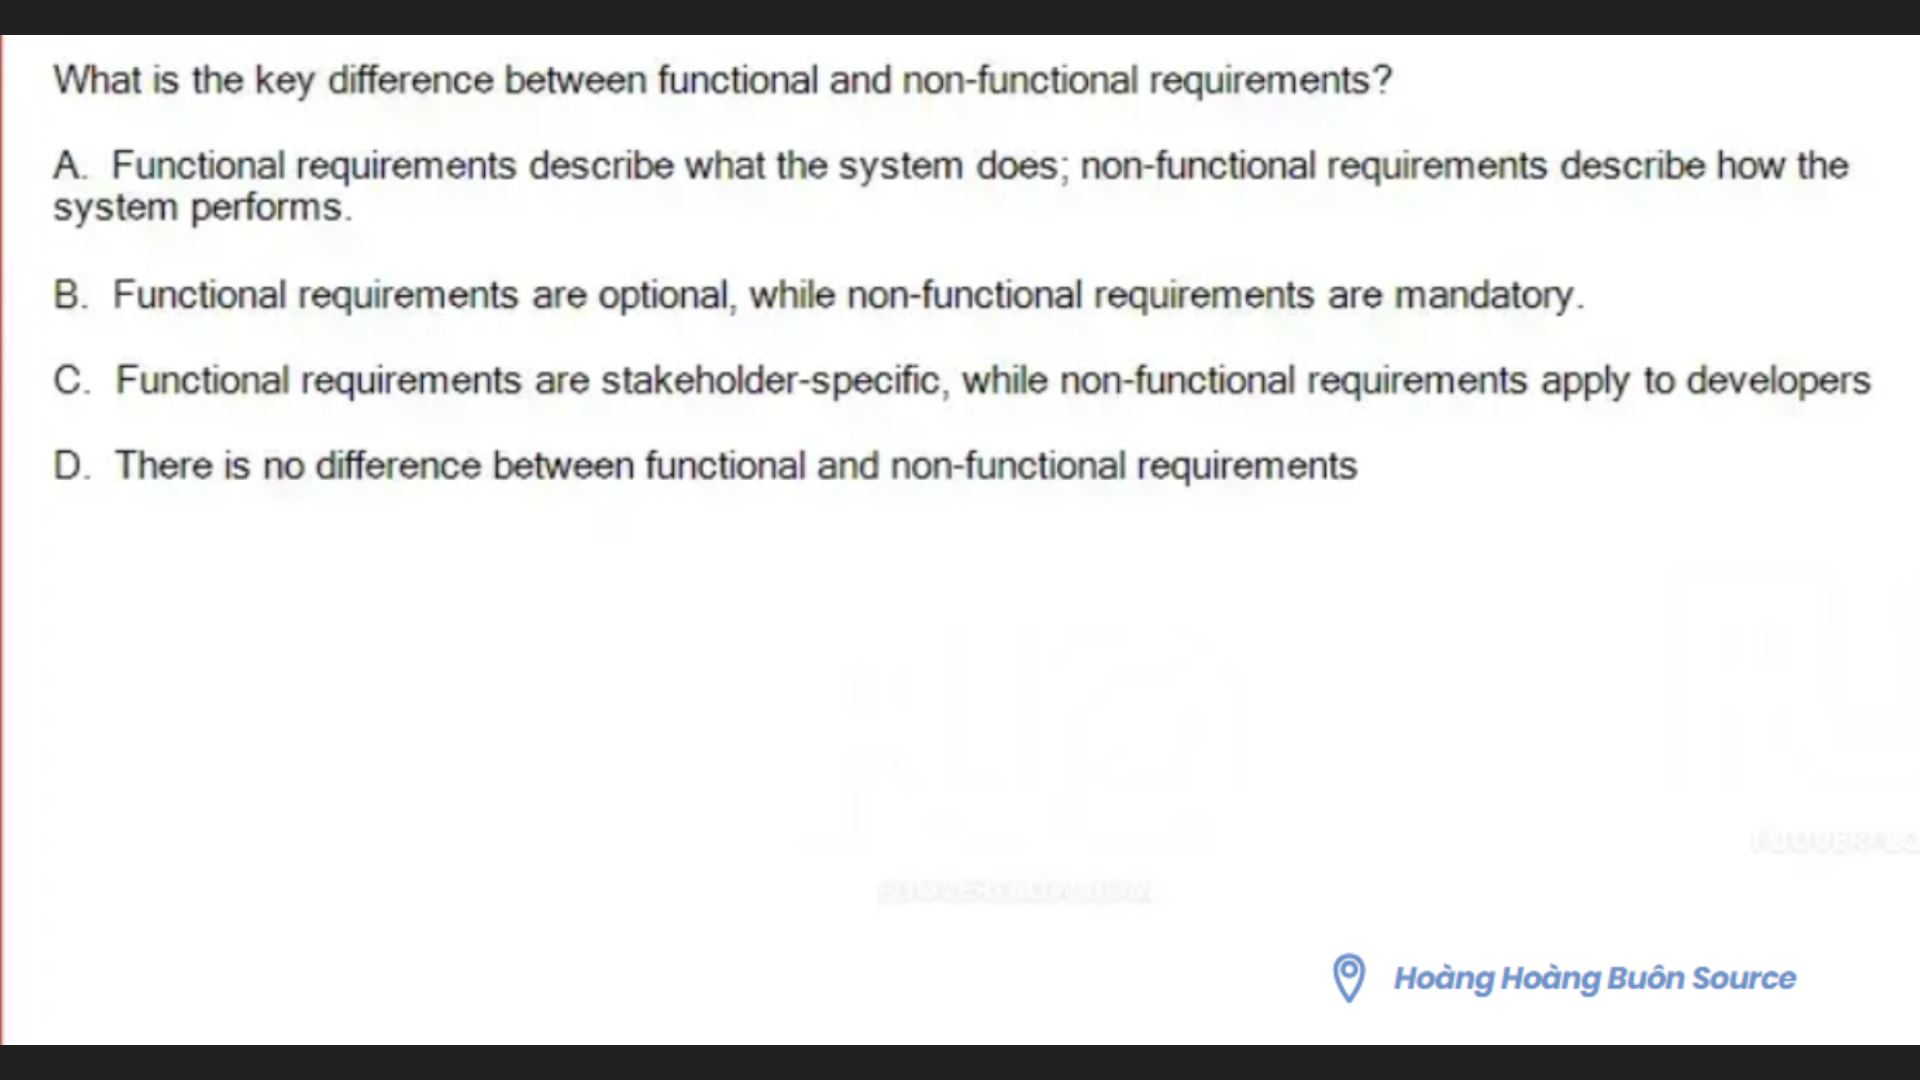 What is the key difference between functional and non-functional requirements?
A. Functional requirements describe what the system does; non-functional requirements describe how the
system performs.
B. Functional requirements are optional, while non-functional requirements are mandatory.
C. Functional requirements are stakeholder-specific, while non-functional requirements apply to developers
D. There is no difference between functional and non-functional requirements
Hoàng Hoàng Buôn Source